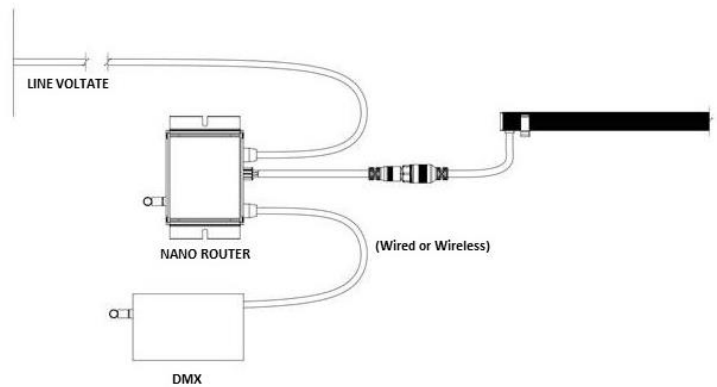 LINE VOLTATE
NANO ROUTER
(Wired or Wireless)
DMX